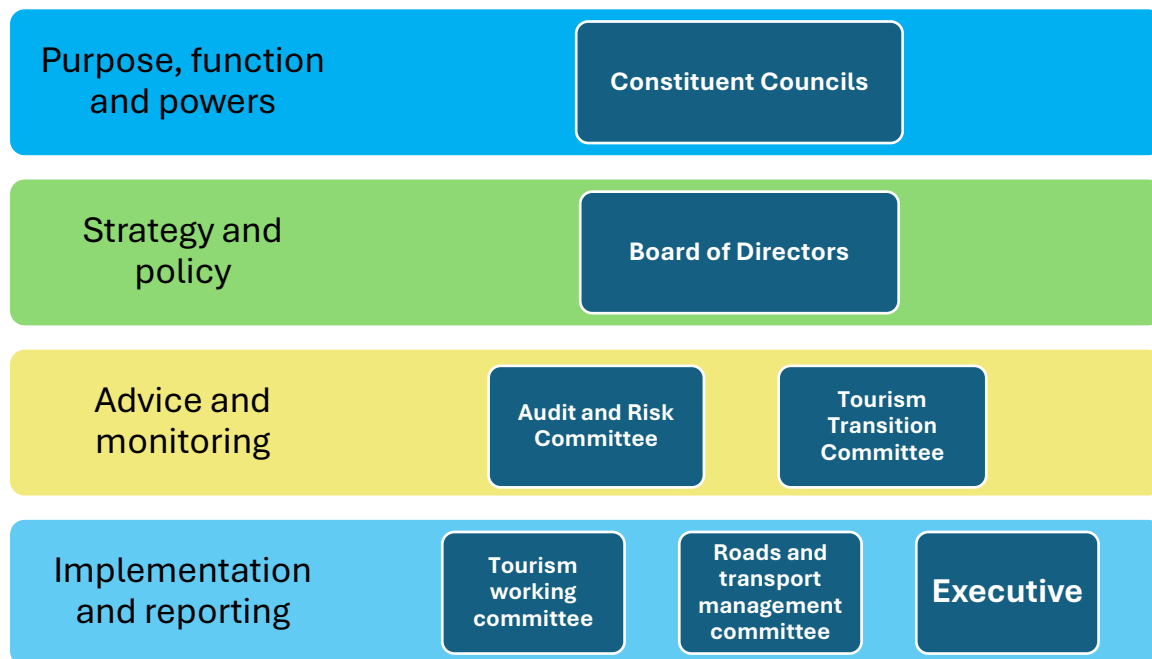 Purpose, function
and powers
Constituent Councils
Strategy and
policy
Board of Directors
Advice and
monitoring
Audit and Risk
Committee
Tourism
Transition
Committee
Implementation
and reporting
Tourism
working
committee
Roads and
transport
management
committee
Executive